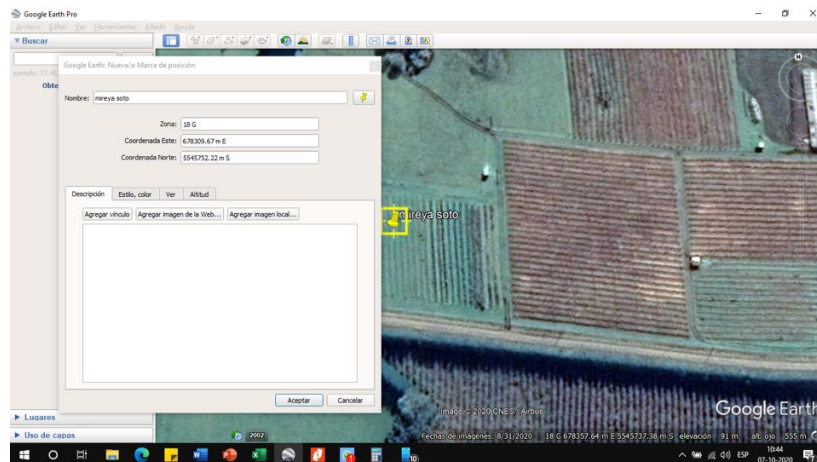 Google Earth Pro
Archivo Editar Ver Herramientas Añadir Ayuda
▼ Buscar
Google Earth: Nueva/o Marca de posición
Nombre: mireya soto
Zona: 18 G
Coordenada Este: 678309.67 m E
Coordenada Norte: 5545752.22 m S
Descripción Estilo, color Ver Altitud
Agregar vínculo Agregar imagen de la Web... Agregar imagen local...
Aceptar Cancelar
mireya soto
N
► Lugares
► Uso de capas
2002
Image © 2020 CNES / Airbus
Google Earth
Fechas de imágenes: 8/31/2020 18 G 678357.64 m E 5545737.38 m S elevación 91 m alt. ojo 555 m
ESP
10:44
07-10-2020